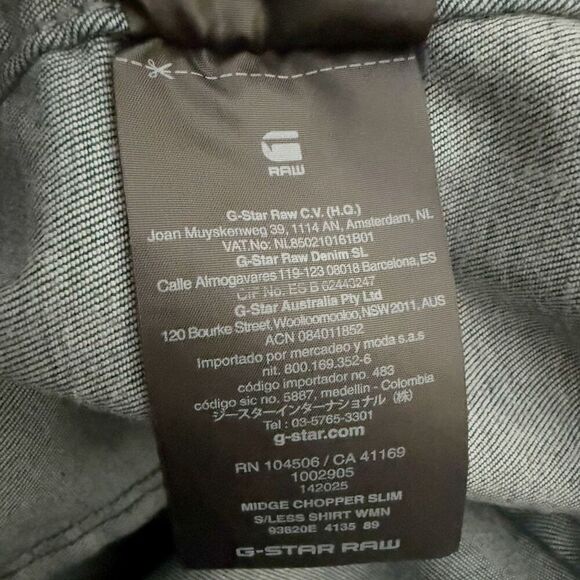 RAW
G-Star Raw C.V. (H.Q.)
Joan Muyskenweg 39, 1114 AN, Amsterdam, NL
VAT.No: NL850210161B01
G-Star Raw Denim SL
Calle Almogavares 119-123 08018 Barcelona, ES
CIF No. ES B 62443247
G-Star Australia Pty Ltd
120 Bourke Street, Woolloomooloo, NSW2011, AUS
ACN 084011852
Importado por mercadeo y moda s.a.s
nit. 800.169.352-6
código importador no. 483
código sic no. 5887, medellin - Colombia
ジースターインターナショナル (株)
Tel : 03-5765-3301
g-star.com
RN 104506 / CA 41169
1002905
142025
MIDGE CHOPPER SLIM
S/LESS SHIRT WMN
93820E 4135 89
G-STAR RAW